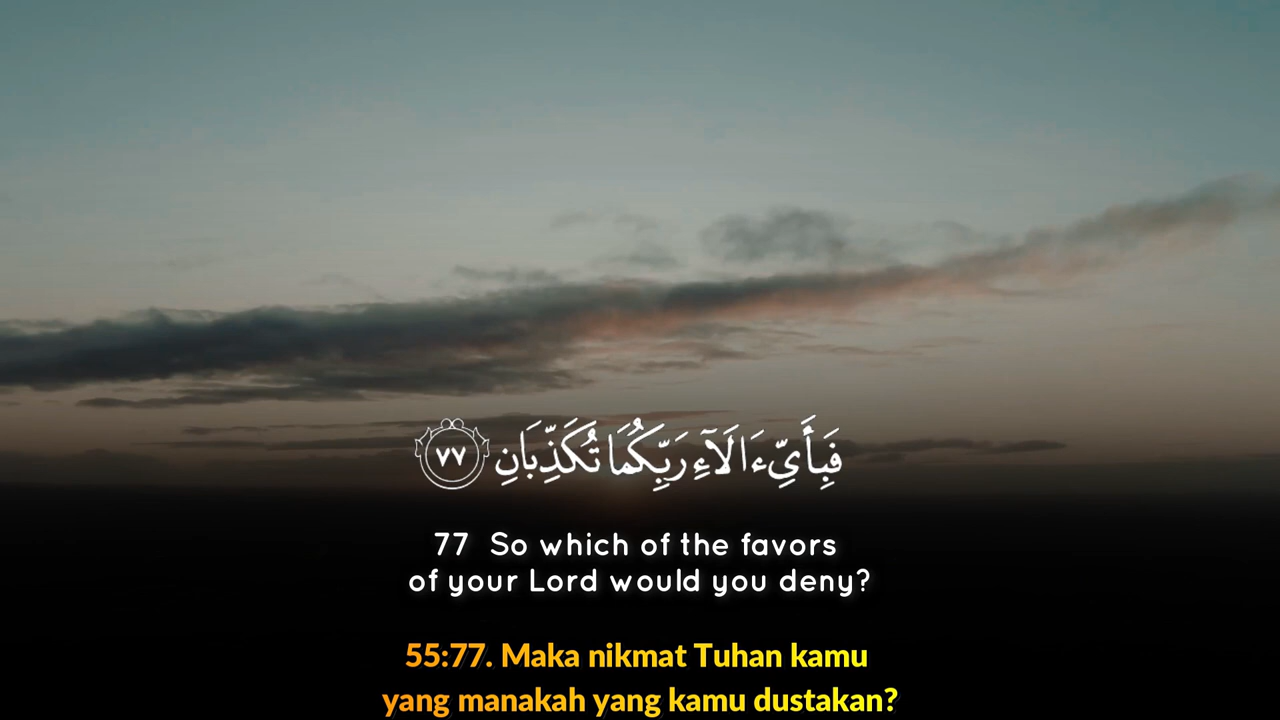 فَبِأَيِّ ءَالَآءِ رَبِّكُمَا تُكَذِّبَانِ ٧٧
77 So which of the favors
of your Lord would you deny?
55:77. Maka nikmat Tuhan kamu
yang manakah yang kamu dustakan?